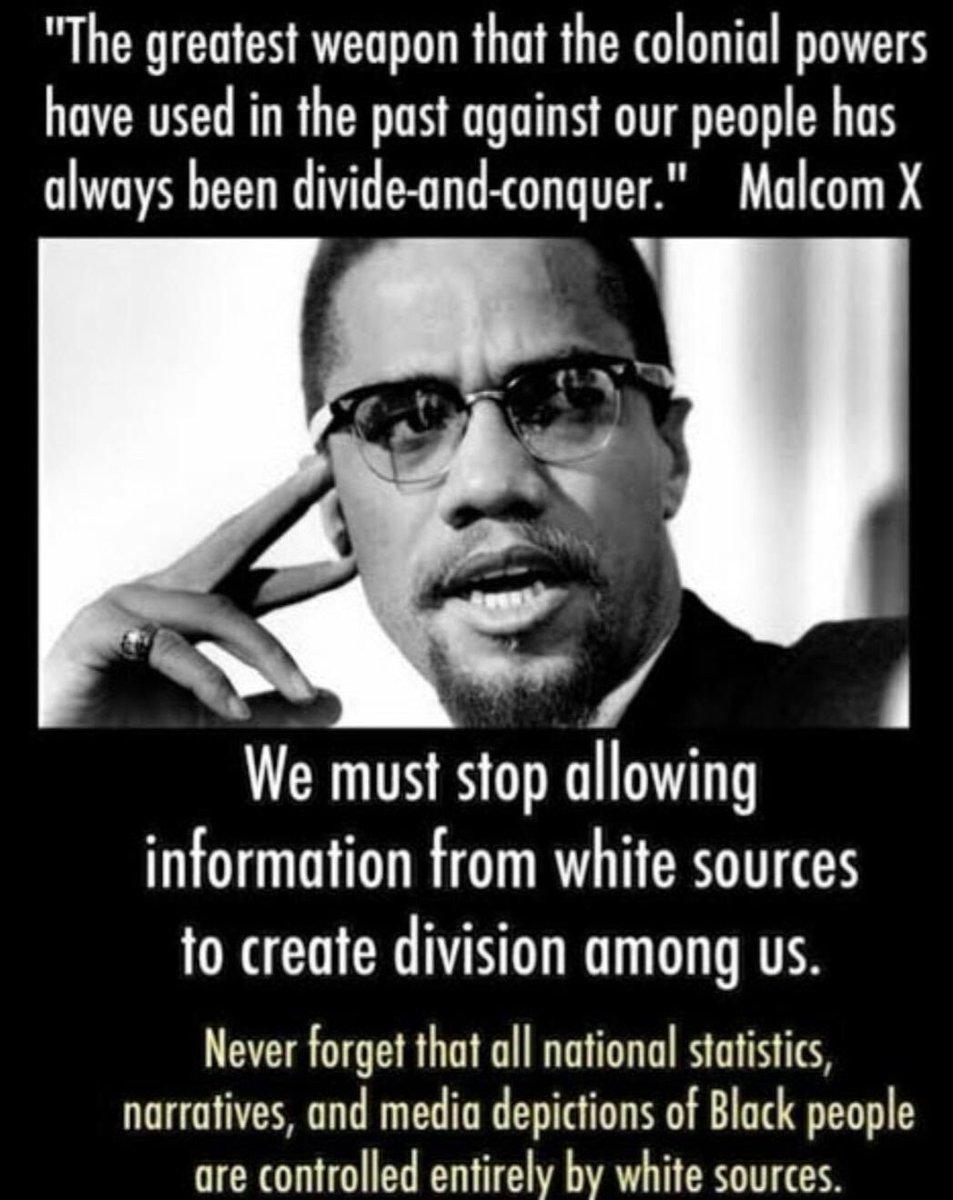 "The greatest weapon that the colonial powers
have used in the past against our people has
always been divide-and-conquer." Malcom X
We must stop allowing
information from white sources
to create division among us.
Never forget that all national statistics,
narratives, and media depictions of Black people
are controlled entirely by white sources.